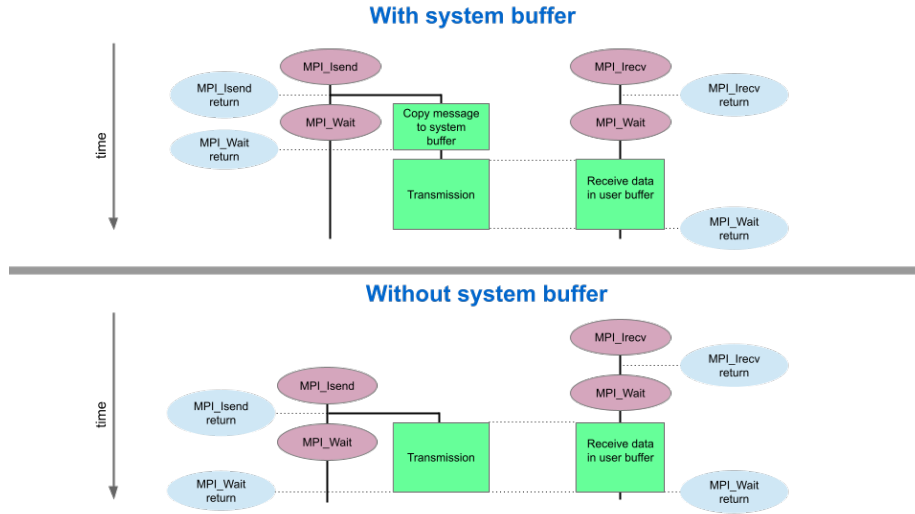 With system buffer
time
MPI_Isend
MPI_Irecv
MPI_Isend
return
MPI_Irecv
return
MPI_Wait
Copy message
to system
buffer
MPI_Wait
MPI_Wait
return
Transmission
Receive data
in user buffer
MPI_Wait
return
Without system buffer
time
MPI_Irecv
MPI_Irecv
return
MPI_Isend
MPI_Wait
MPI_Isend
return
MPI_Wait
Transmission
Receive data
in user buffer
MPI_Wait
return
MPI_Wait
return